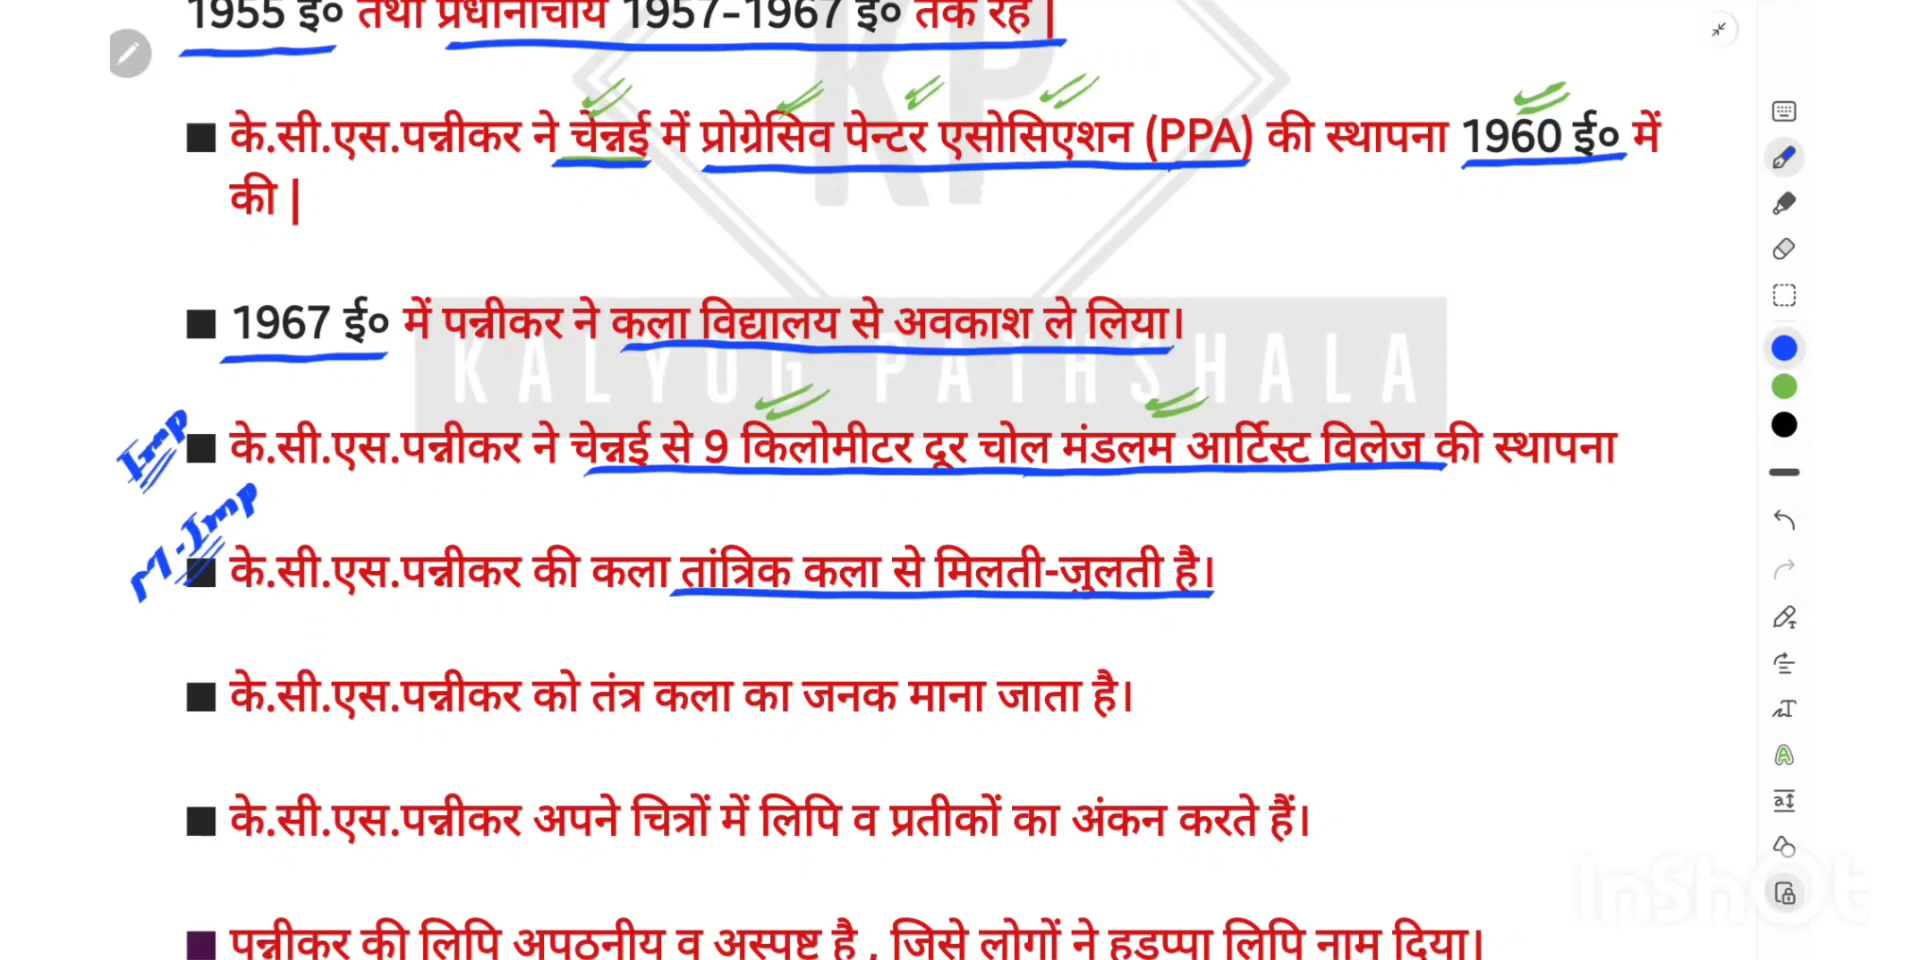 1955 ई० तथा प्रधानाचार्य 1957-1967 ई० तक रहे |
■ के.सी.एस.पन्नीकर ने चेन्नई में प्रोग्रेसिव पेन्टर एसोसिएशन (PPA) की स्थापना 1960 ई० में
की |
■ 1967 ई० में पन्नीकर ने कला विद्यालय से अवकाश ले लिया।
KALYUG PATHSHALA
Imp ■ के.सी.एस.पन्नीकर ने चेन्नई से 9 किलोमीटर दूर चोल मंडलम आर्टिस्ट विलेज की स्थापना
■ के.सी.एस.पन्नीकर की कला तांत्रिक कला से मिलती-जुलती है।
■ के.सी.एस.पन्नीकर को तंत्र कला का जनक माना जाता है।
■ के.सी.एस.पन्नीकर अपने चित्रों में लिपि व प्रतीकों का अंकन करते हैं।
■ पन्नीकर की लिपि अपठनीय व अस्पष्ट है , जिसे लोगों ने हडप्पा लिपि नाम दिया।
KP
InShOt